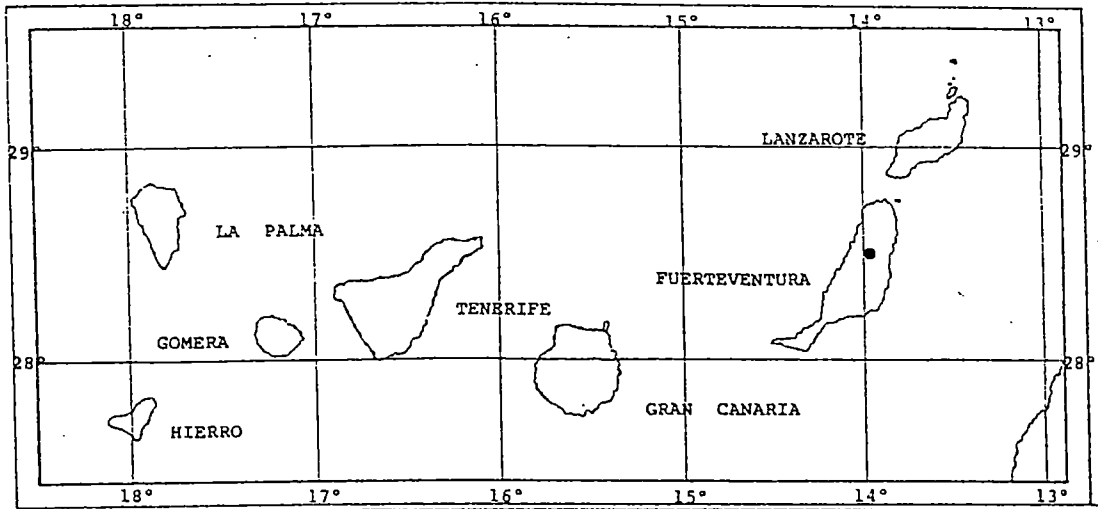 18° 17° 16° 15° 14° 13°
LANZAROTE
29° 29°
LA PALMA
FUERTEVENTURA
TENERIFE
GOMERA
28° 28°
GRAN CANARIA
HIERRO
18° 17° 16° 15° 14° 13°